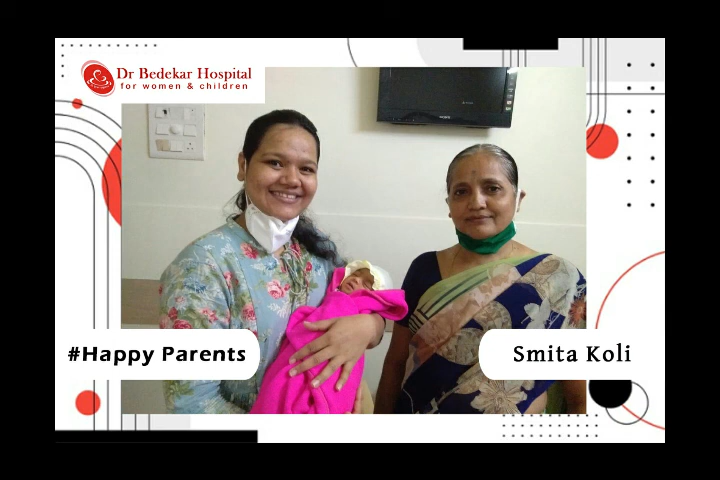 Dr Bedekar Hospital
for women & children
#Happy Parents
Smita Koli